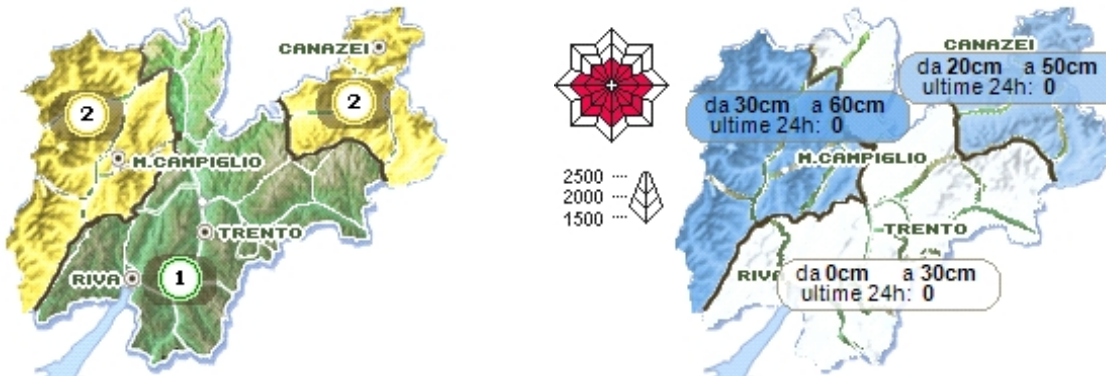 CANAZEI
2
2
M.CAMPIGLIO
TRENTO
RIVA
1
2500
2000
1500
CANAZEI
da 20cm a 50cm
ultime 24h: 0
da 30cm a 60cm
ultime 24h: 0
M.CAMPIGLIO
TRENTO
RIVA
da 0cm a 30cm
ultime 24h: 0